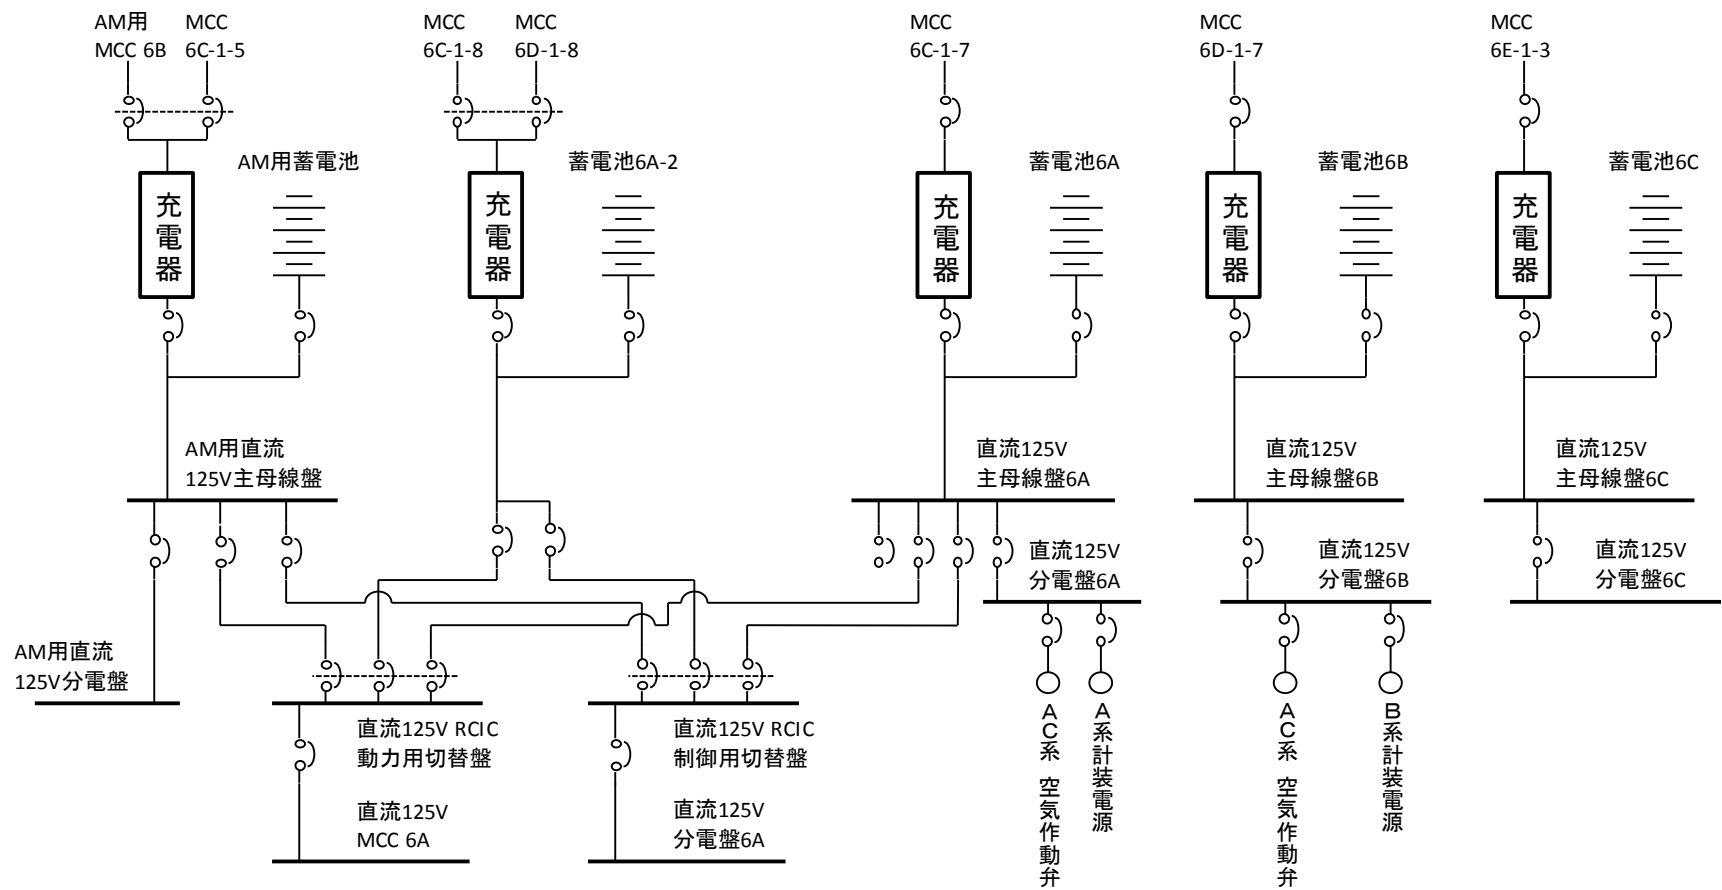 AM用
MCC 6B
MCC
6C-1-5
MCC
6C-1-8
MCC
6D-1-8
MCC
6C-1-7
MCC
6D-1-7
MCC
6E-1-3
AM用蓄電池
蓄電池6A-2
蓄電池6A
蓄電池6B
蓄電池6C
充電器
充電器
充電器
充電器
充電器
AM用直流
125V主母線盤
直流125V
主母線盤6A
直流125V
主母線盤6B
直流125V
主母線盤6C
直流125V
分電盤6A
直流125V
分電盤6B
直流125V
分電盤6C
AM用直流
125V分電盤
直流125V RCIC
動力用切替盤
直流125V RCIC
制御用切替盤
AC系 空気作動弁
A系計装電源
AC系 空気作動弁
B系計装電源
直流125V
MCC 6A
直流125V
分電盤6A